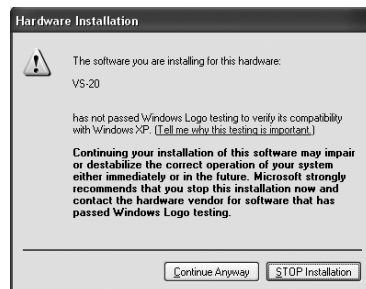 Hardware Installation
The software you are installing for this hardware:
VS-20
has not passed Windows Logo testing to verify its compatibility
with Windows XP. (Tell me why this testing is important.)
Continuing your installation of this software may impair
or destabilize the correct operation of your system
either immediately or in the future. Microsoft strongly
recommends that you stop this installation now and
contact the hardware vendor for software that has
passed Windows Logo testing.
Continue Anyway
STOP Installation